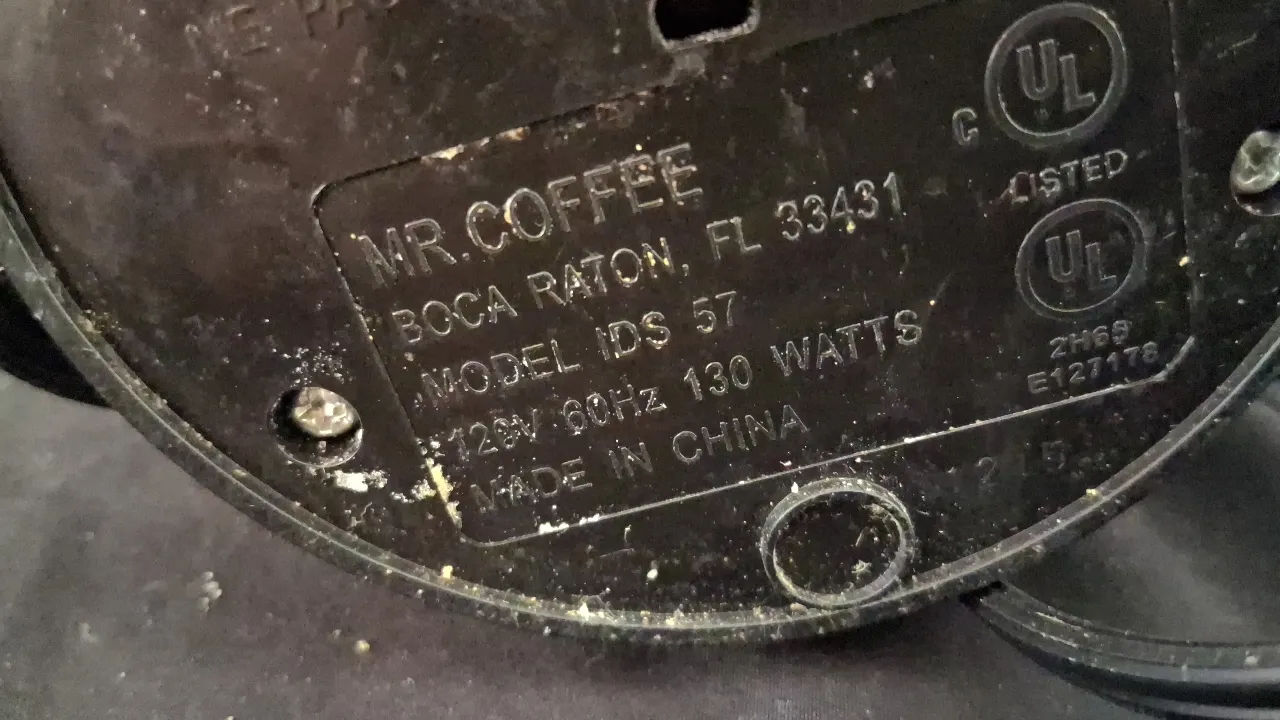 MR. COFFEE
BOCA RATON, FL 33431
MODEL IDS 57
120V 60Hz 130 WATTS
MADE IN CHINA
C UL
LISTED
UL
2H68
E127178